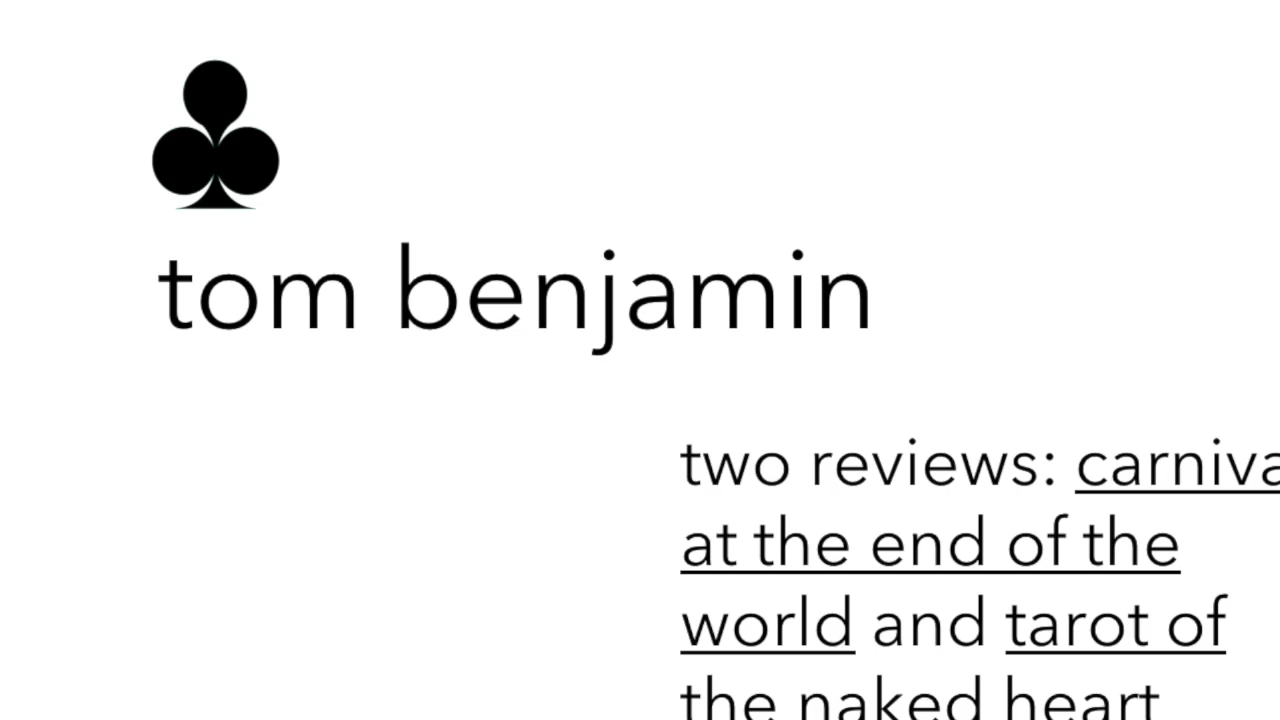 tom benjamin
two reviews: carniva
at the end of the
world and tarot of
the naked heart